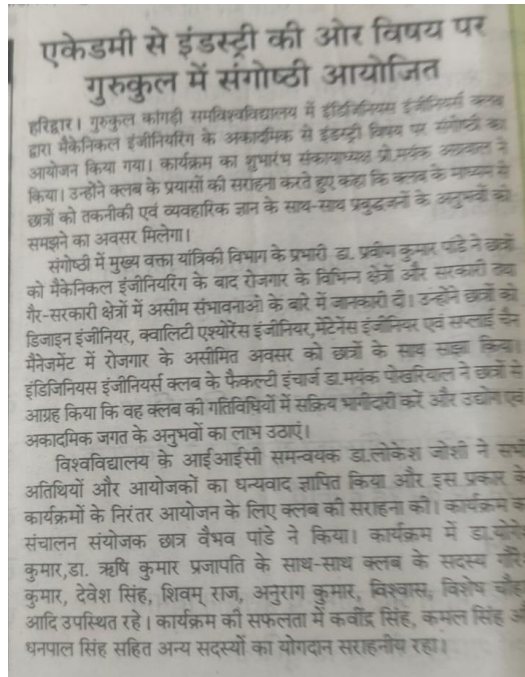 एकेडमी से इंडस्ट्री की ओर विषय पर
गुरुकुल में संगोष्ठी आयोजित
हरिद्वार। गुरुकुल कांगड़ी समविश्वविद्यालय में इंडिजिनियस इंजीनियर्स क्लब
द्वारा मैकेनिकल इंजीनियरिंग के अकादमिक से इंडस्ट्री विषय पर संगोष्ठी का
आयोजन किया गया। कार्यक्रम का शुभारंभ संकायाध्यक्ष प्रो.मयंक अग्रवाल ने
किया। उन्होंने क्लब के प्रयासों की सराहना करते हुए कहा कि क्लब के माध्यम से
छात्रों को तकनीकी एवं व्यवहारिक ज्ञान के साथ-साथ प्रबुद्धजनों के अनुभवों को
समझने का अवसर मिलेगा।
संगोष्ठी में मुख्य वक्ता यांत्रिकी विभाग के प्रभारी डा. प्रवीण कुमार पांडे ने छात्रों
को मैकेनिकल इंजीनियरिंग के बाद रोजगार के विभिन्न क्षेत्रों और सरकारी तथा
गैर-सरकारी क्षेत्रों में असीम संभावनाओ के बारे में जानकारी दी। उन्होंने छात्रों को
डिजाइन इंजीनियर, क्वालिटी एश्योरेंस इंजीनियर,मेंटेनेंस इंजीनियर एवं सप्लाई चैन
मैनेजमेंट में रोजगार के असीमित अवसर को छात्रों के साथ सांझा किया।
इंडिजिनियस इंजीनियर्स क्लब के फैकल्टी इंचार्ज डा.मयंक पोखरियाल ने छात्रों से
आग्रह किया कि वह क्लब की गतिविधियों में सक्रिय भागीदारी करें और उद्योग एवं
अकादमिक जगत के अनुभवों का लाभ उठाएं।
विश्वविद्यालय के आईआईसी समन्वयक डा.लोकेश जोशी ने सभी
अतिथियों और आयोजकों का धन्यवाद ज्ञापित किया और इस प्रकार के
कार्यक्रमों के निरंतर आयोजन के लिए क्लब की सराहना की। कार्यक्रम का
संचालन संयोजक छात्र वैभव पांडे ने किया। कार्यक्रम में
कुमार,डा. ऋषि कुमार प्रजापति के साथ-साथ क्लब के सदस्य
कुमार, देवेश सिंह, शिवम् राज, अनुराग कुमार, विश्वास, विशेष
आदि उपस्थित रहे। कार्यक्रम की सफलता में कवींद्र सिंह, कमल सिंह
धनपाल सिंह सहित अन्य सदस्यों का योगदान सराहनीय रहा।